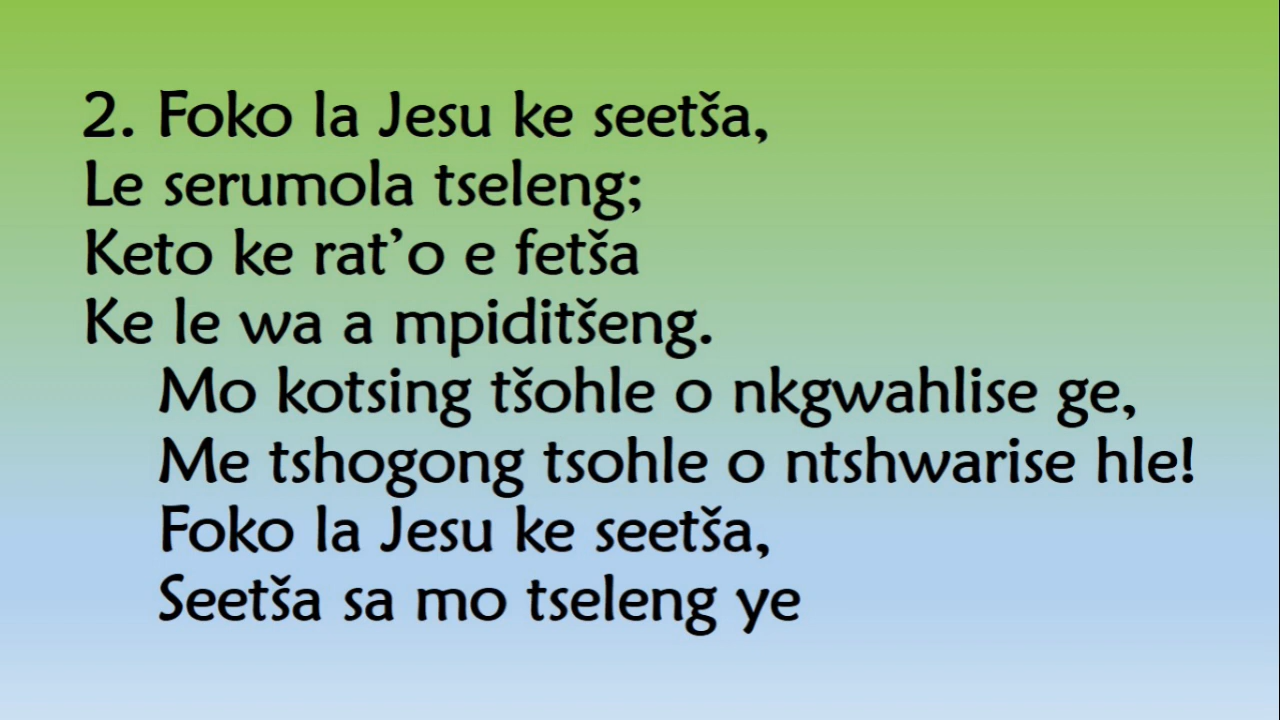 2. Foko la Jesu ke seetša,
Le serumola tseleng;
Keto ke rat’o e fetša
Ke le wa a mpiditšeng.
Mo kotsing tšohle o nkgwahlise ge,
Me tshogong tsohle o ntshwarise hle!
Foko la Jesu ke seetša,
Seetša sa mo tseleng ye